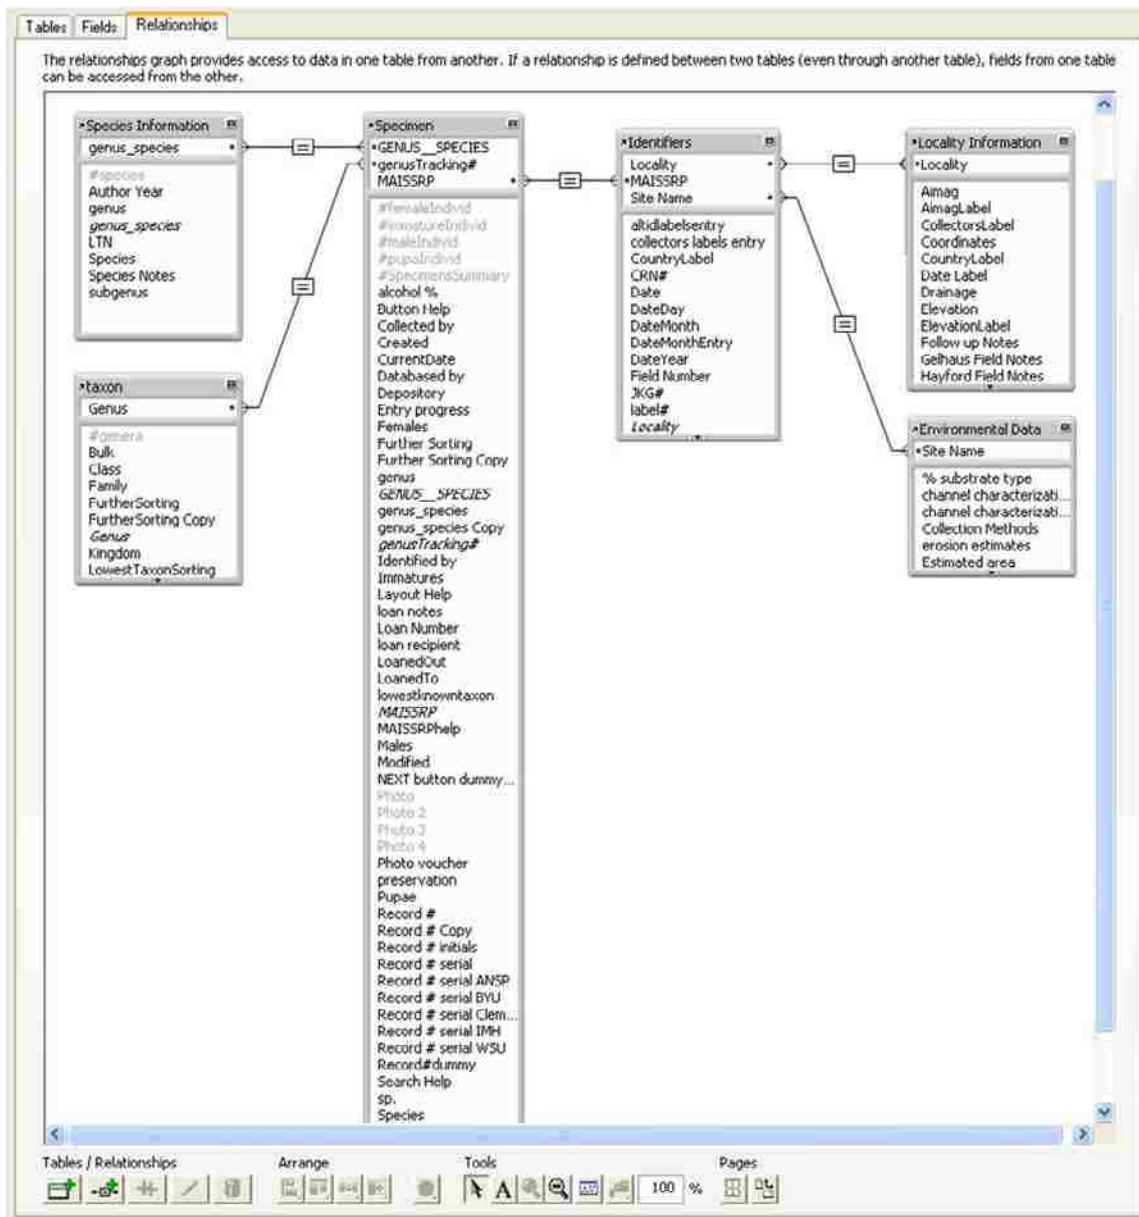 Tables Fields Relationships
The relationships graph provides access to data in one table from another. If a relationship is defined between two tables (even through another table), fields from one table
can be accessed from the other.
Species Information
genus_species
#species
Author Year
genus
genus_species
LTN
Species
Species Notes
subgenus
taxon
Genus
#genera
Bulk
Class
Family
FurtherSorting
FurtherSorting Copy
Genus
Kingdom
LowestTaxonSorting
Specimen
GENUS__SPECIES
genusTracking#
MAISSRP
#femaleIndivid
#immatureIndivid
#maleIndivid
#pupaIndivid
#SpecimensSummary
alcohol %
Button Help
Collected by
Created
CurrentDate
Databased by
Depository
Entry progress
Females
Further Sorting
Further Sorting Copy
genus
GENUS__SPECIES
genus_species
genus_species Copy
genusTracking#
Identified by
Immatures
Layout Help
loan notes
Loan Number
loan recipient
LoanedOut
LoanedTo
lowestknowntaxon
MAISSRP
MAISSRPhelp
Males
Modified
NEXT button dummy...
Photo
Photo 2
Photo 3
Photo 4
Photo voucher
preservation
Pupae
Record #
Record # Copy
Record # initials
Record # serial
Record # serial ANSP
Record # serial BYU
Record # serial Clem...
Record # serial IMH
Record # serial WSU
Record#dummy
Search Help
sp.
Species
Identifiers
Locality
MAISSRP
Site Name
altidlabelsentry
collectors labels entry
CountryLabel
CRN#
Date
DateDay
DateMonth
DateMonthEntry
DateYear
Field Number
JKG#
label#
Locality
Locality Information
Locality
Aimag
AimagLabel
CollectorsLabel
Coordinates
CountryLabel
Date Label
Drainage
Elevation
ElevationLabel
Follow up Notes
Gelhaus Field Notes
Hayford Field Notes
Environmental Data
Site Name
% substrate type
channel characterizati...
channel characterizati...
Collection Methods
erosion estimates
Estimated area
= = = = =
Tables / Relationships Arrange Tools Pages
A 100 %